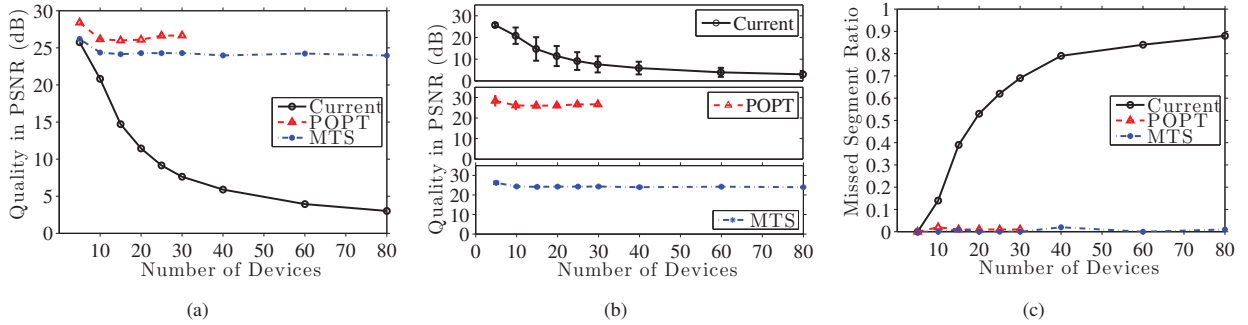 Quality in PSNR (dB)
30
25
20
15
10
5
0
Current
POPT
MTS
10 20 30 40 50 60 70 80
Number of Devices
(a)
Quality in PSNR (dB)
30
20
10
0
Current
30
20
10
0
POPT
30
20
10
0
MTS
0 10 20 30 40 50 60 70 80
Number of Devices
(b)
Missed Segment Ratio
1
0.9
0.8
0.7
0.6
0.5
0.4
0.3
0.2
0.1
0
Current
POPT
MTS
10 20 30 40 50 60 70 80
Number of Devices
(c)